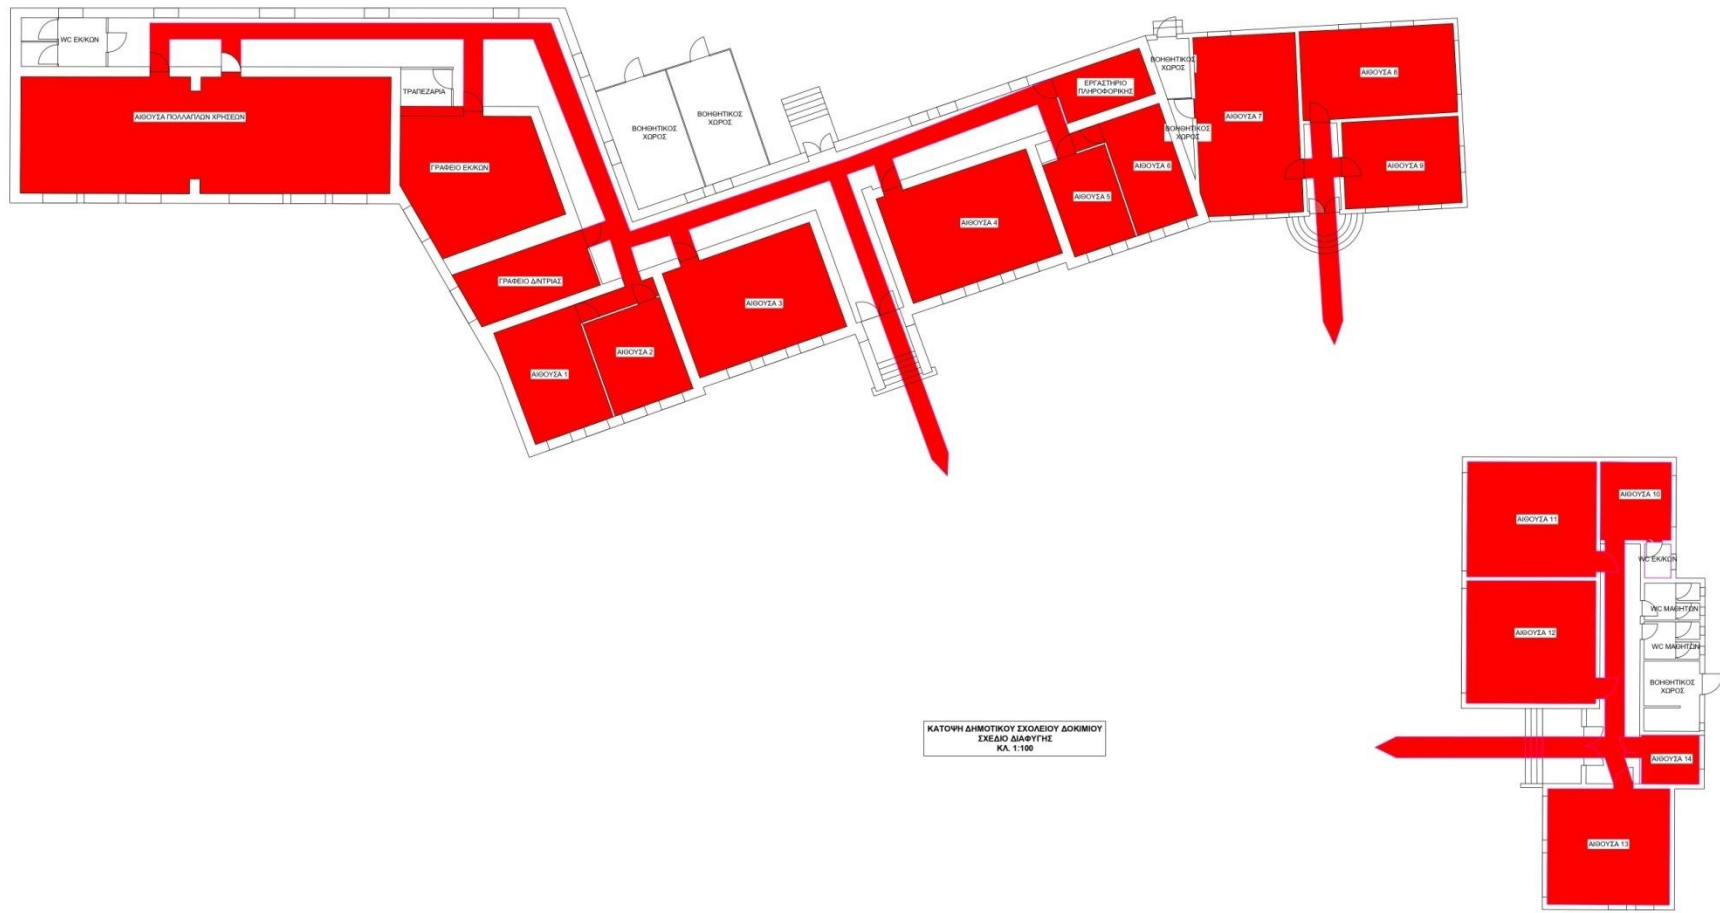 WC ΕΚ/ΚΩΝ
ΤΡΑΠΕΖΑΡΙΑ
ΑΙΘΟΥΣΑ ΠΟΛΛΑΠΛΩΝ ΧΡΗΣΕΩΝ
ΓΡΑΦΕΙΟ ΕΚ/ΚΩΝ
ΓΡΑΦΕΙΟ Δ/ΝΤΡΙΑΣ
ΑΙΘΟΥΣΑ 1
ΑΙΘΟΥΣΑ 2
ΑΙΘΟΥΣΑ 3
ΒΟΗΘΗΤΙΚΟΣ
ΧΩΡΟΣ
ΒΟΗΘΗΤΙΚΟΣ
ΧΩΡΟΣ
ΑΙΘΟΥΣΑ 4
ΑΙΘΟΥΣΑ 5
ΑΙΘΟΥΣΑ 6
ΕΡΓΑΣΤΗΡΙΟ
ΠΛΗΡΟΦΟΡΙΚΗΣ
ΒΟΗΘΗΤΙΚΟΣ
ΧΩΡΟΣ
ΒΟΗΘΗΤΙΚΟΣ
ΧΩΡΟΣ
ΑΙΘΟΥΣΑ 7
ΑΙΘΟΥΣΑ 8
ΑΙΘΟΥΣΑ 9
ΑΙΘΟΥΣΑ 10
ΑΙΘΟΥΣΑ 11
WC ΕΚ/ΚΩΝ
WC ΜΑΘΗΤΩΝ
ΑΙΘΟΥΣΑ 12
WC ΜΑΘΗΤΩΝ
ΒΟΗΘΗΤΙΚΟΣ
ΧΩΡΟΣ
ΑΙΘΟΥΣΑ 14
ΑΙΘΟΥΣΑ 13
ΚΑΤΟΨΗ ΔΗΜΟΤΙΚΟΥ ΣΧΟΛΕΙΟΥ ΔΟΚΙΜΙΟΥ
ΣΧΕΔΙΟ ΔΙΑΦΥΓΗΣ
ΚΛ. 1:100